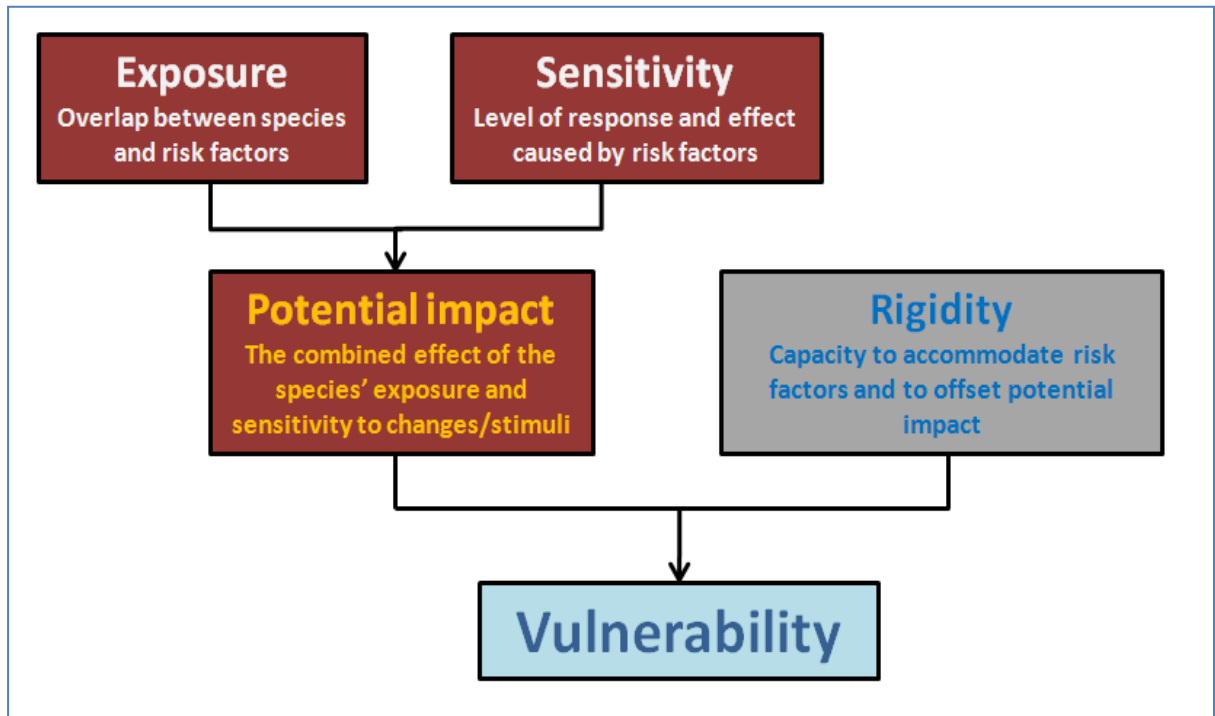 Exposure
Overlap between species
and risk factors
Sensitivity
Level of response and effect
caused by risk factors
Potential impact
The combined effect of the
species’ exposure and
sensitivity to changes/stimuli
Rigidity
Capacity to accommodate risk
factors and to offset potential
impact
Vulnerability